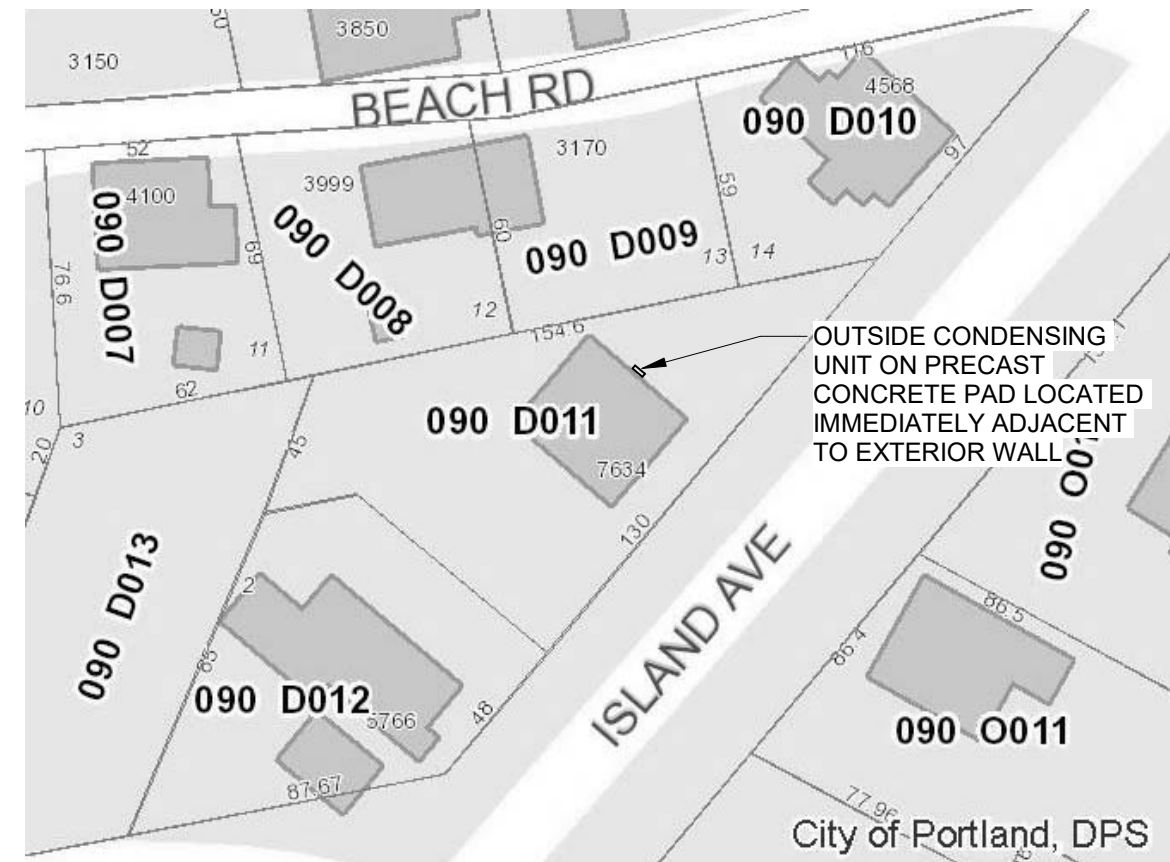 50
3850
3150
116
BEACH RD
4568
090 D010
97
52
3170
4100
3999
59
090 D007
69
090 D008
60
090 D009
13
14
76.6
12
11
154.6
OUTSIDE CONDENSING
UNIT ON PRECAST
CONCRETE PAD LOCATED
IMMEDIATELY ADJACENT
TO EXTERIOR WALL
62
10
3
20
45
090 D011
7634
130
090 D013
ISLAND AVE
2
85
86.5
86.4
090 D012
5766
48
090 O011
87.67
77.96
City of Portland, DPS